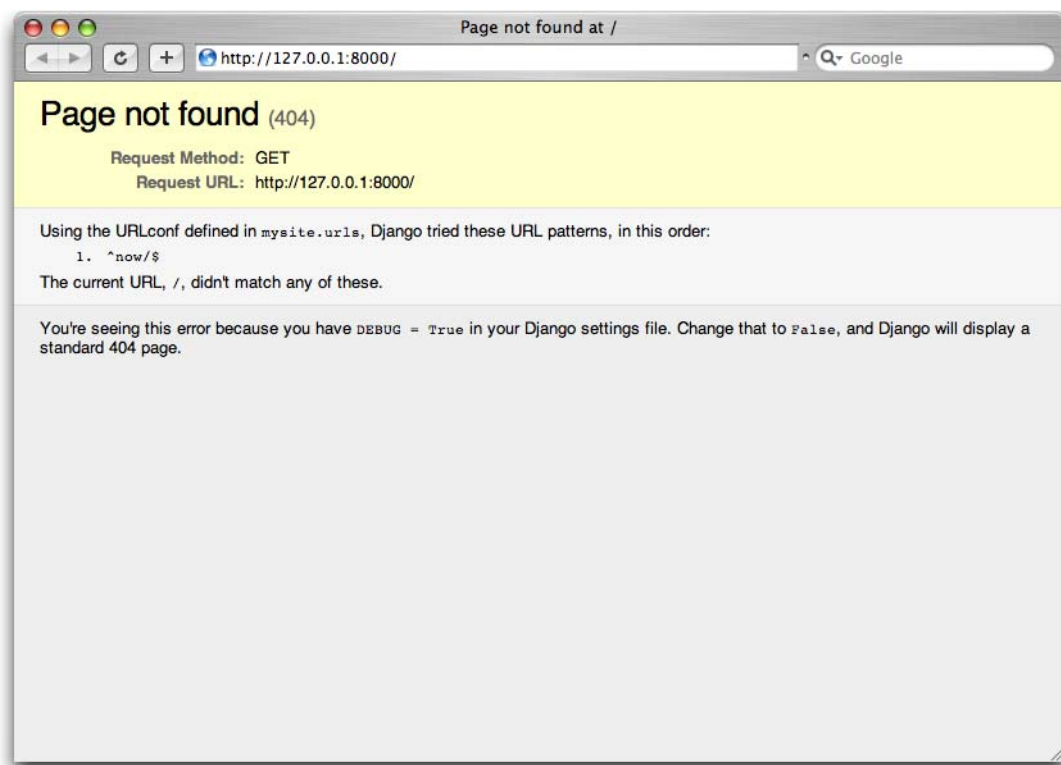 Page not found at /
http://127.0.0.1:8000/
Google
Page not found (404)
Request Method: GET
Request URL: http://127.0.0.1:8000/
Using the URLconf defined in mysite.urls, Django tried these URL patterns, in this order:
1. ^now/$
The current URL, /, didn't match any of these.
You're seeing this error because you have DEBUG = True in your Django settings file. Change that to False, and Django will display a
standard 404 page.